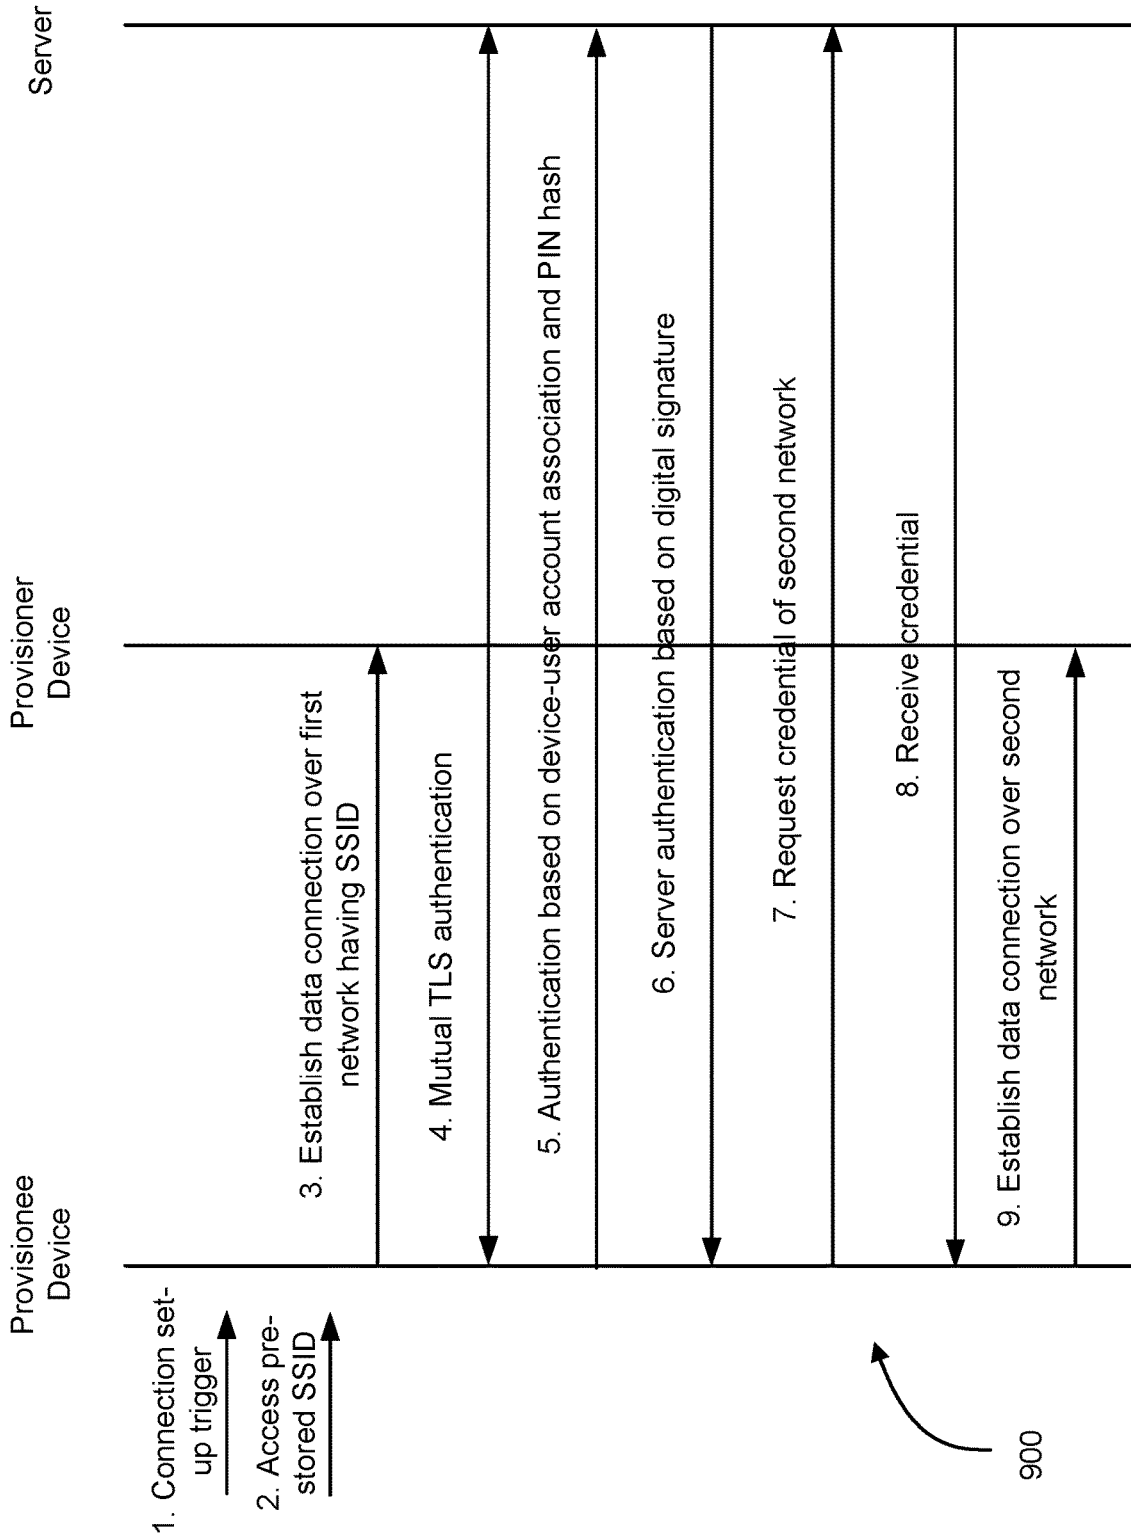 Provisionee
Device
Provisioner
Device
Server
1. Connection set-
up trigger
2. Access pre-
stored SSID
3. Establish data connection over first
network having SSID
4. Mutual TLS authentication
5. Authentication based on device-user account association and PIN hash
6. Server authentication based on digital signature
7. Request credential of second network
8. Receive credential
9. Establish data connection over second
network
900